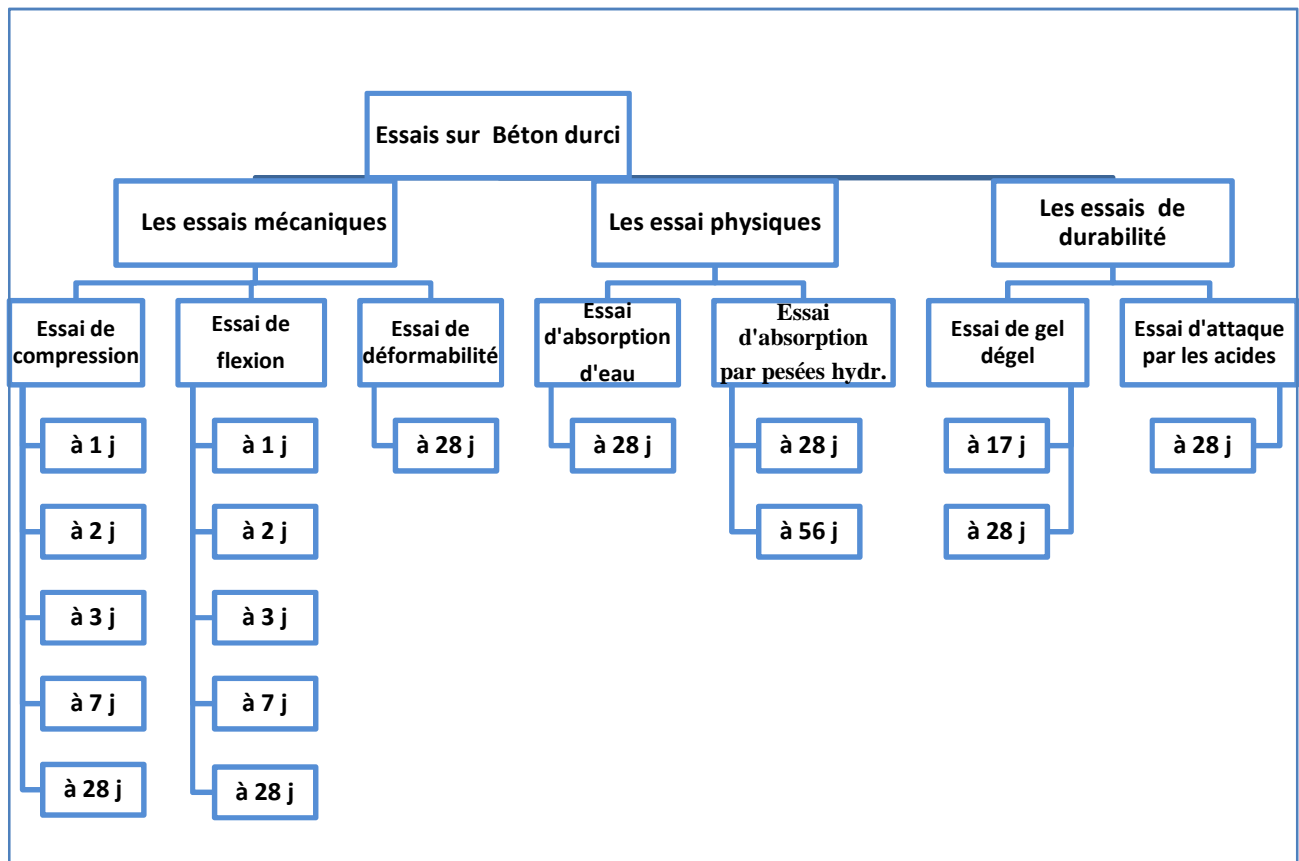 Essais sur Béton durci
Les essais mécaniques
Les essai physiques
Les essais de
durabilité
Essai de
compression
Essai de
flexion
Essai de
déformabilité
Essai
d'absorption
d'eau
Essai
d'absorption
par pesées hydr.
Essai de gel
dégel
Essai d'attaque
par les acides
à 1 j
à 1 j
à 28 j
à 28 j
à 28 j
à 17 j
à 28 j
à 2 j
à 2 j
à 56 j
à 28 j
à 3 j
à 3 j
à 7 j
à 7 j
à 28 j
à 28 j